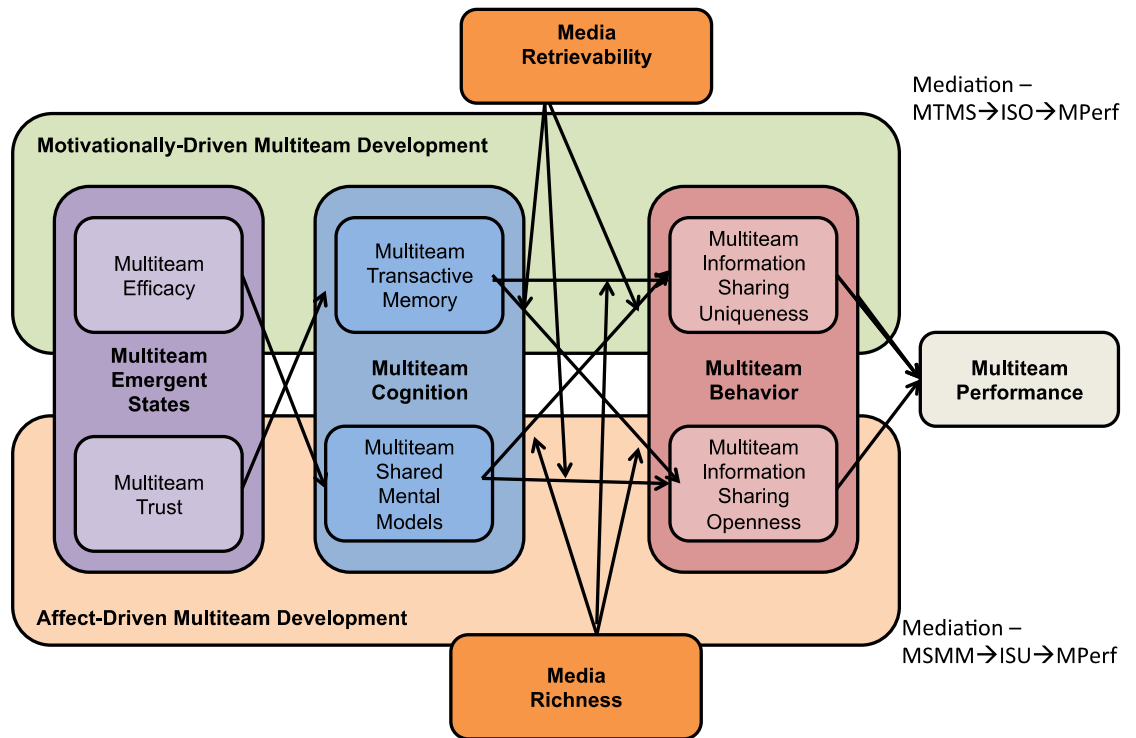 Media
Retrievability
Mediation –
MTMS→ISO→MPerf
Motivationally-Driven Multiteam Development
Multiteam
Efficacy
Multiteam
Transactive
Memory
Multiteam
Information
Sharing
Uniqueness
Multiteam
Emergent
States
Multiteam
Cognition
Multiteam
Behavior
Multiteam
Performance
Multiteam
Trust
Multiteam
Shared
Mental
Models
Multiteam
Information
Sharing
Openness
Affect-Driven Multiteam Development
Mediation –
MSMM→ISU→MPerf
Media
Richness